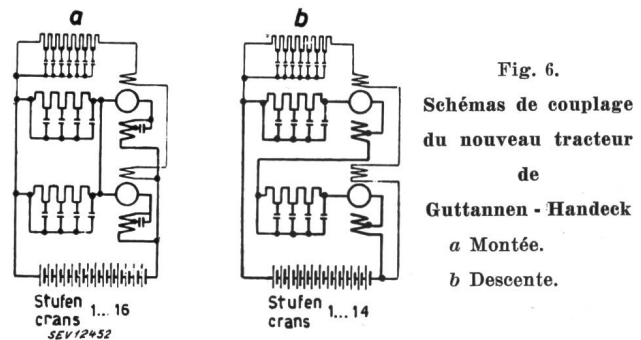 a
b
Stufen
crans 1... 16
SEV12452
Stufen
crans 1... 14
Fig. 6.
Schémas de couplage
du nouveau tracteur
de
Guttannen - Handeck
a Montée.
b Descente.